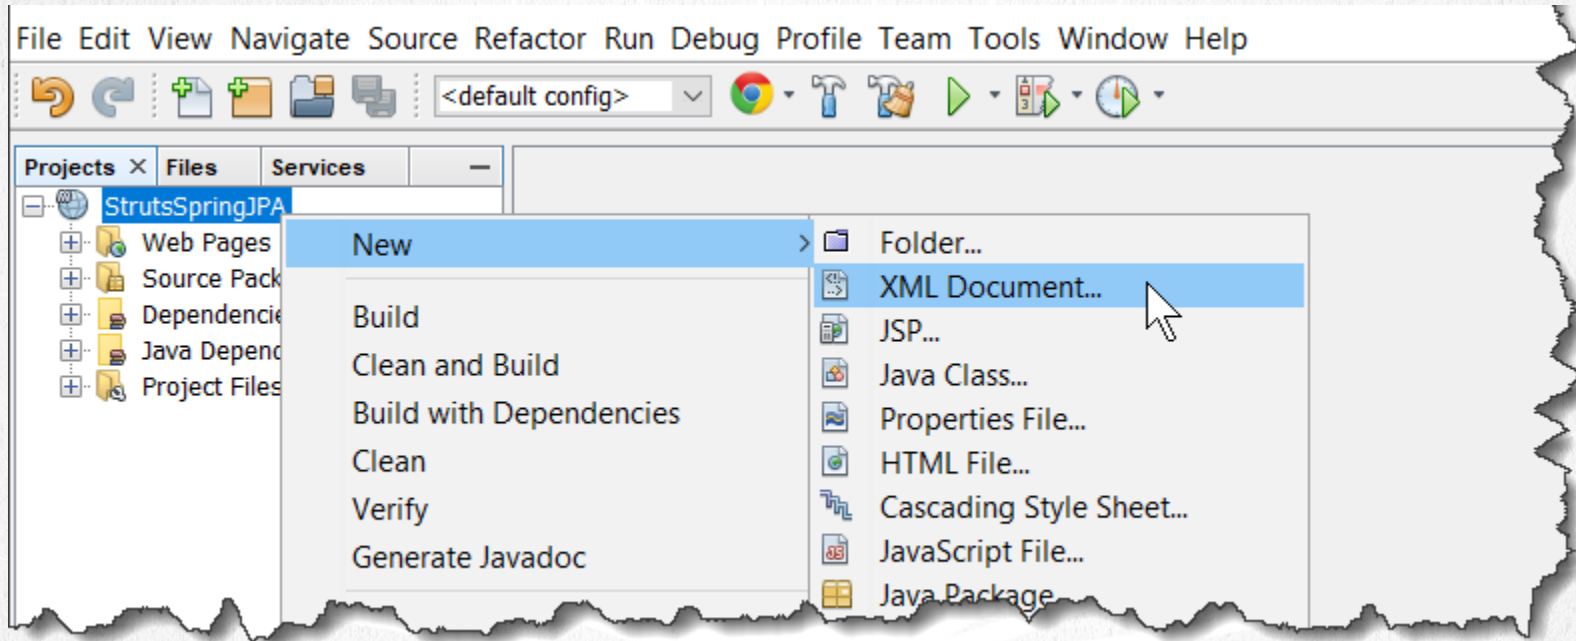 File Edit View Navigate Source Refactor Run Debug Profile Team Tools Window Help
<default config>
Projects Files Services
StrutsSpringJPA
Web Pages
Source Pack
Dependencie
Java Depend
Project Files
New
Build
Clean and Build
Build with Dependencies
Clean
Verify
Generate Javadoc
Folder...
XML Document...
JSP...
Java Class...
Properties File...
HTML File...
Cascading Style Sheet...
JavaScript File...
Java Package